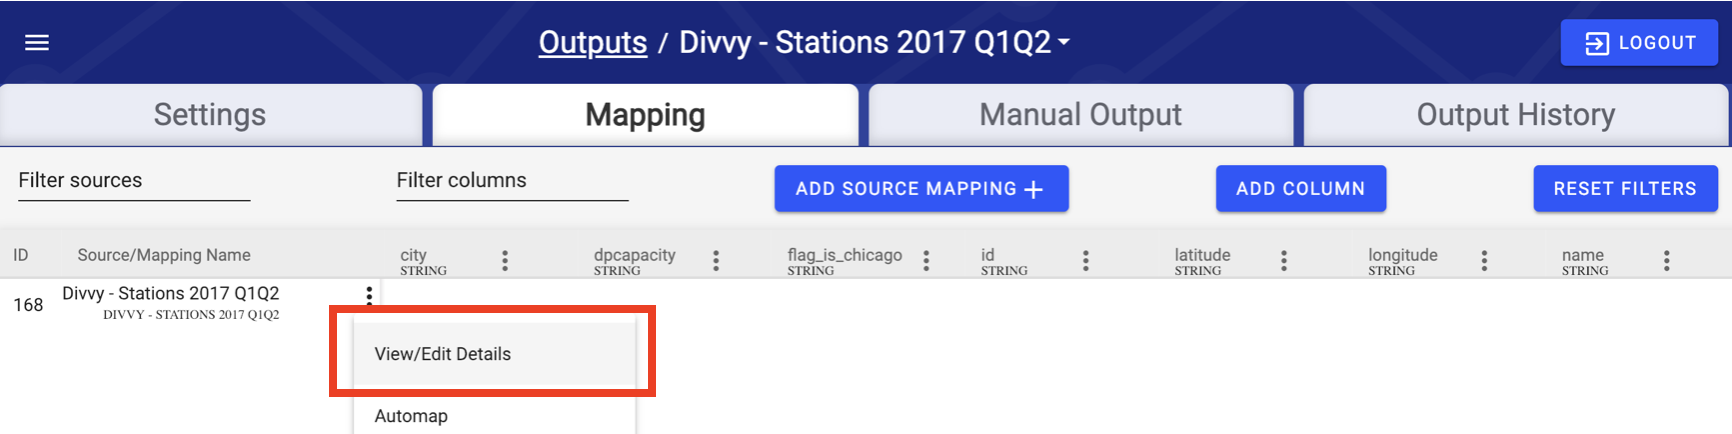 Outputs / Divvy - Stations 2017 Q1Q2
LOGOUT
Settings
Mapping
Manual Output
Output History
Filter sources
Filter columns
ADD SOURCE MAPPING +
ADD COLUMN
RESET FILTERS
ID
Source/Mapping Name
city
STRING
dpcapacity
STRING
flag_is_chicago
STRING
id
STRING
latitude
STRING
longitude
STRING
name
STRING
168
Divvy - Stations 2017 Q1Q2
DIVVY - STATIONS 2017 Q1Q2
View/Edit Details
Automap